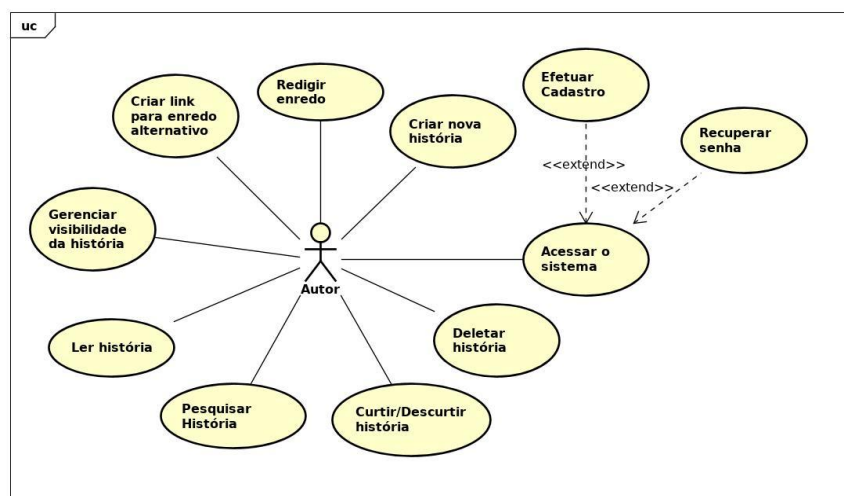 uc
Criar link
para enredo
alternativo
Redigir
enredo
Criar nova
história
Efetuar
Cadastro
Recuperar
senha
<<extend>>
<<extend>>
Gerenciar
visibilidade
da história
Acessar o
sistema
Autor
Ler história
Deletar
história
Pesquisar
História
Curtir/Descurtir
história